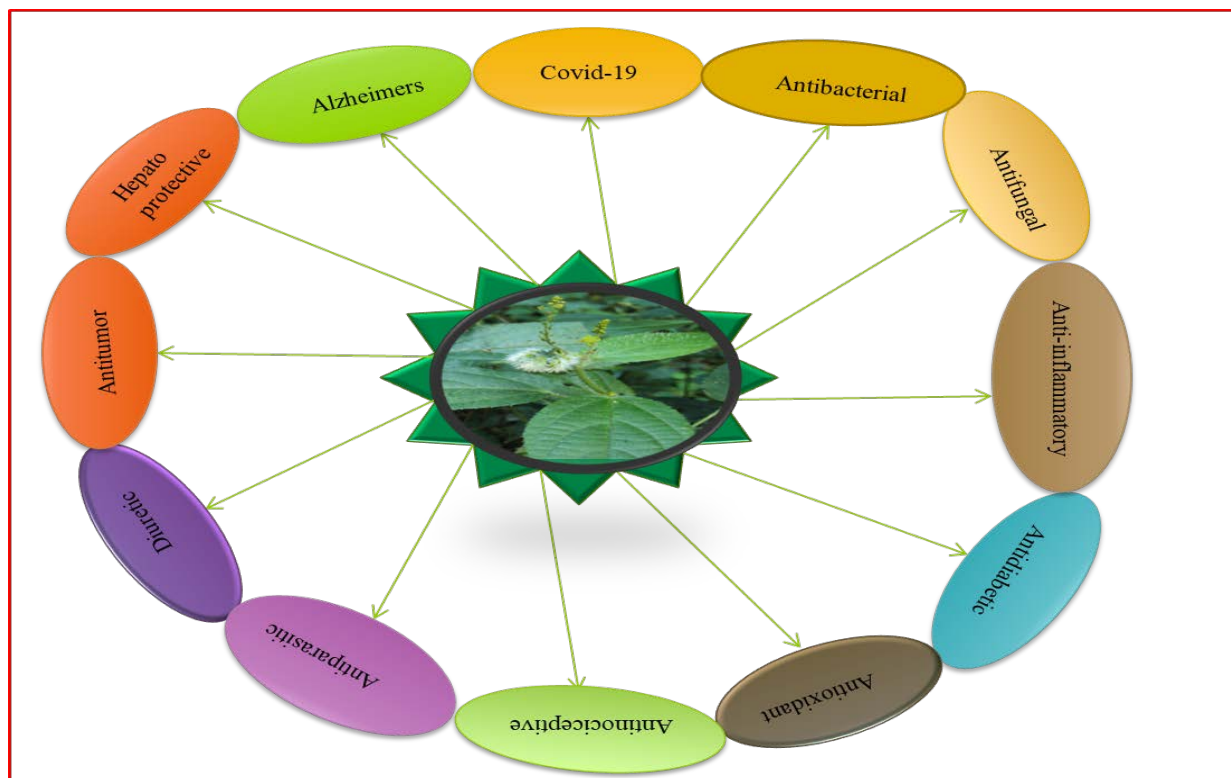 Covid-19
Antibacterial
Antifungal
Anti-inflammatory
Antidiabetic
Antioxidant
Antinociceptive
Antiparasitic
Diuretic
Antitumor
Hepato
protective
Alzheimers